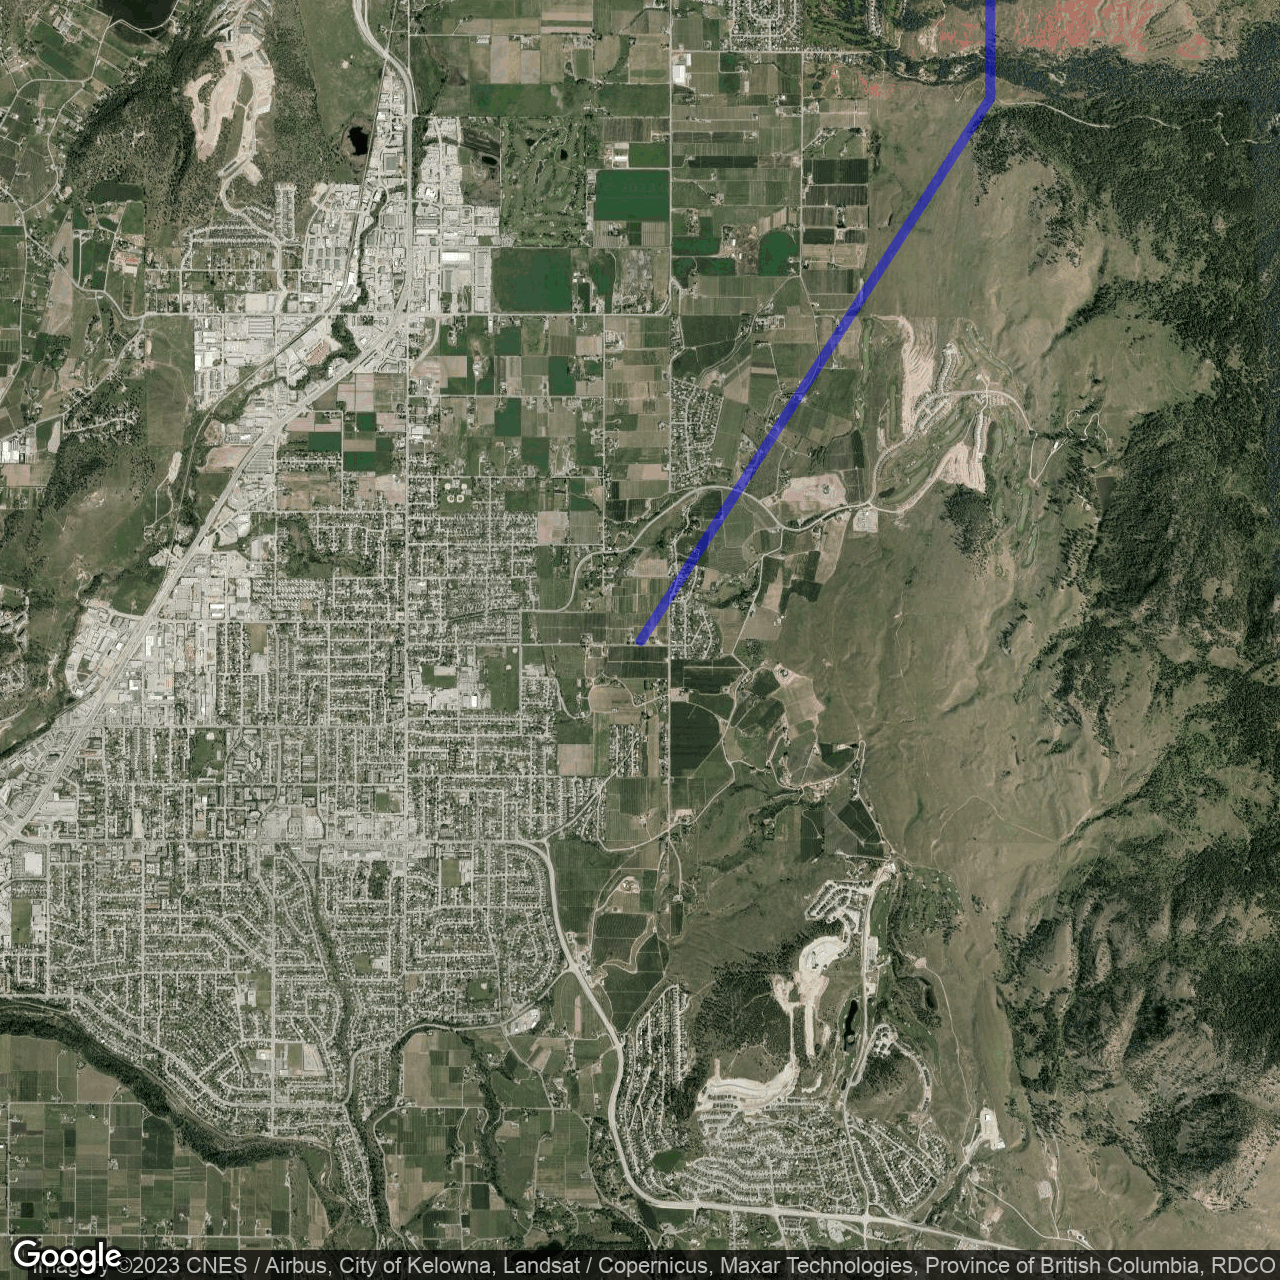 Google
Imagery ©2023 CNES / Airbus, City of Kelowna, Landsat / Copernicus, Maxar Technologies, Province of British Columbia, RDCO